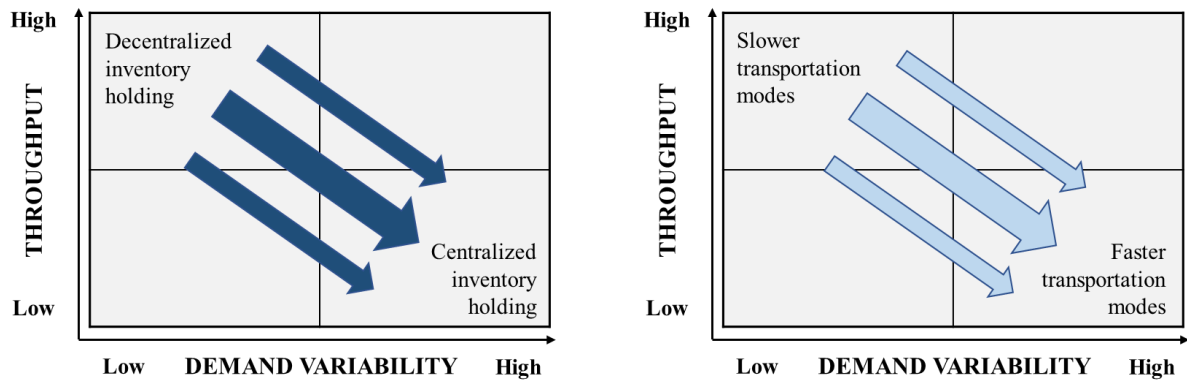 High
Decentralized
inventory
holding
THROUGHPUT
Centralized
inventory
holding
Low
Low
DEMAND VARIABILITY
High
High
Slower
transportation
modes
THROUGHPUT
Faster
transportation
modes
Low
Low
DEMAND VARIABILITY
High